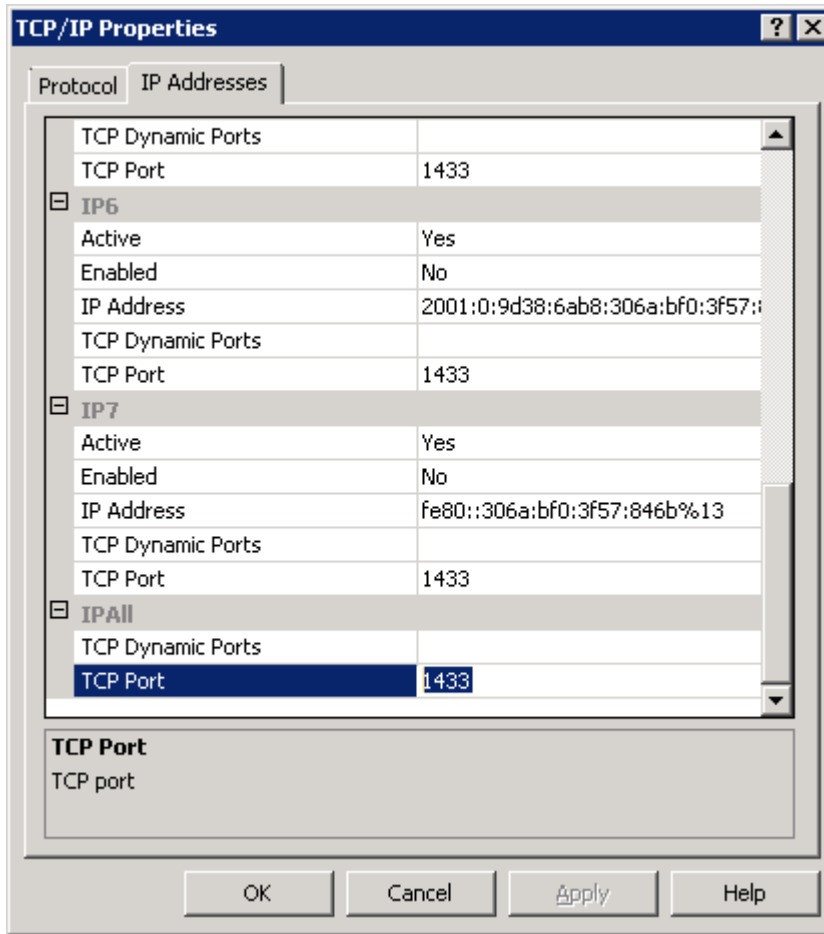 TCP/IP Properties
Protocol IP Addresses
TCP Dynamic Ports
TCP Port 1433
IP6
Active Yes
Enabled No
IP Address 2001:0:9d38:6ab8:306a:bf0:3f57:
TCP Dynamic Ports
TCP Port 1433
IP7
Active Yes
Enabled No
IP Address fe80::306a:bf0:3f57:846b%13
TCP Dynamic Ports
TCP Port 1433
IPAll
TCP Dynamic Ports
TCP Port 1433
TCP Port
TCP port
OK Cancel Apply Help